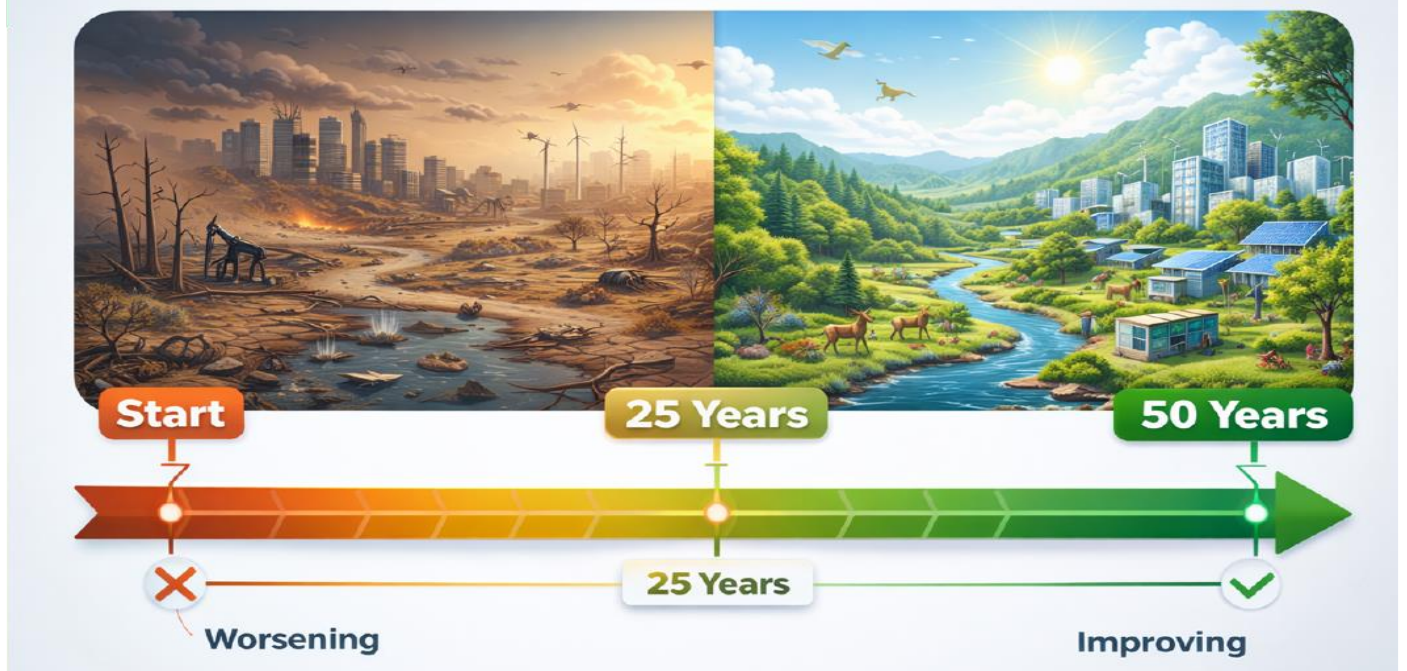 Start
25 Years
50 Years
25 Years
Worsening
Improving